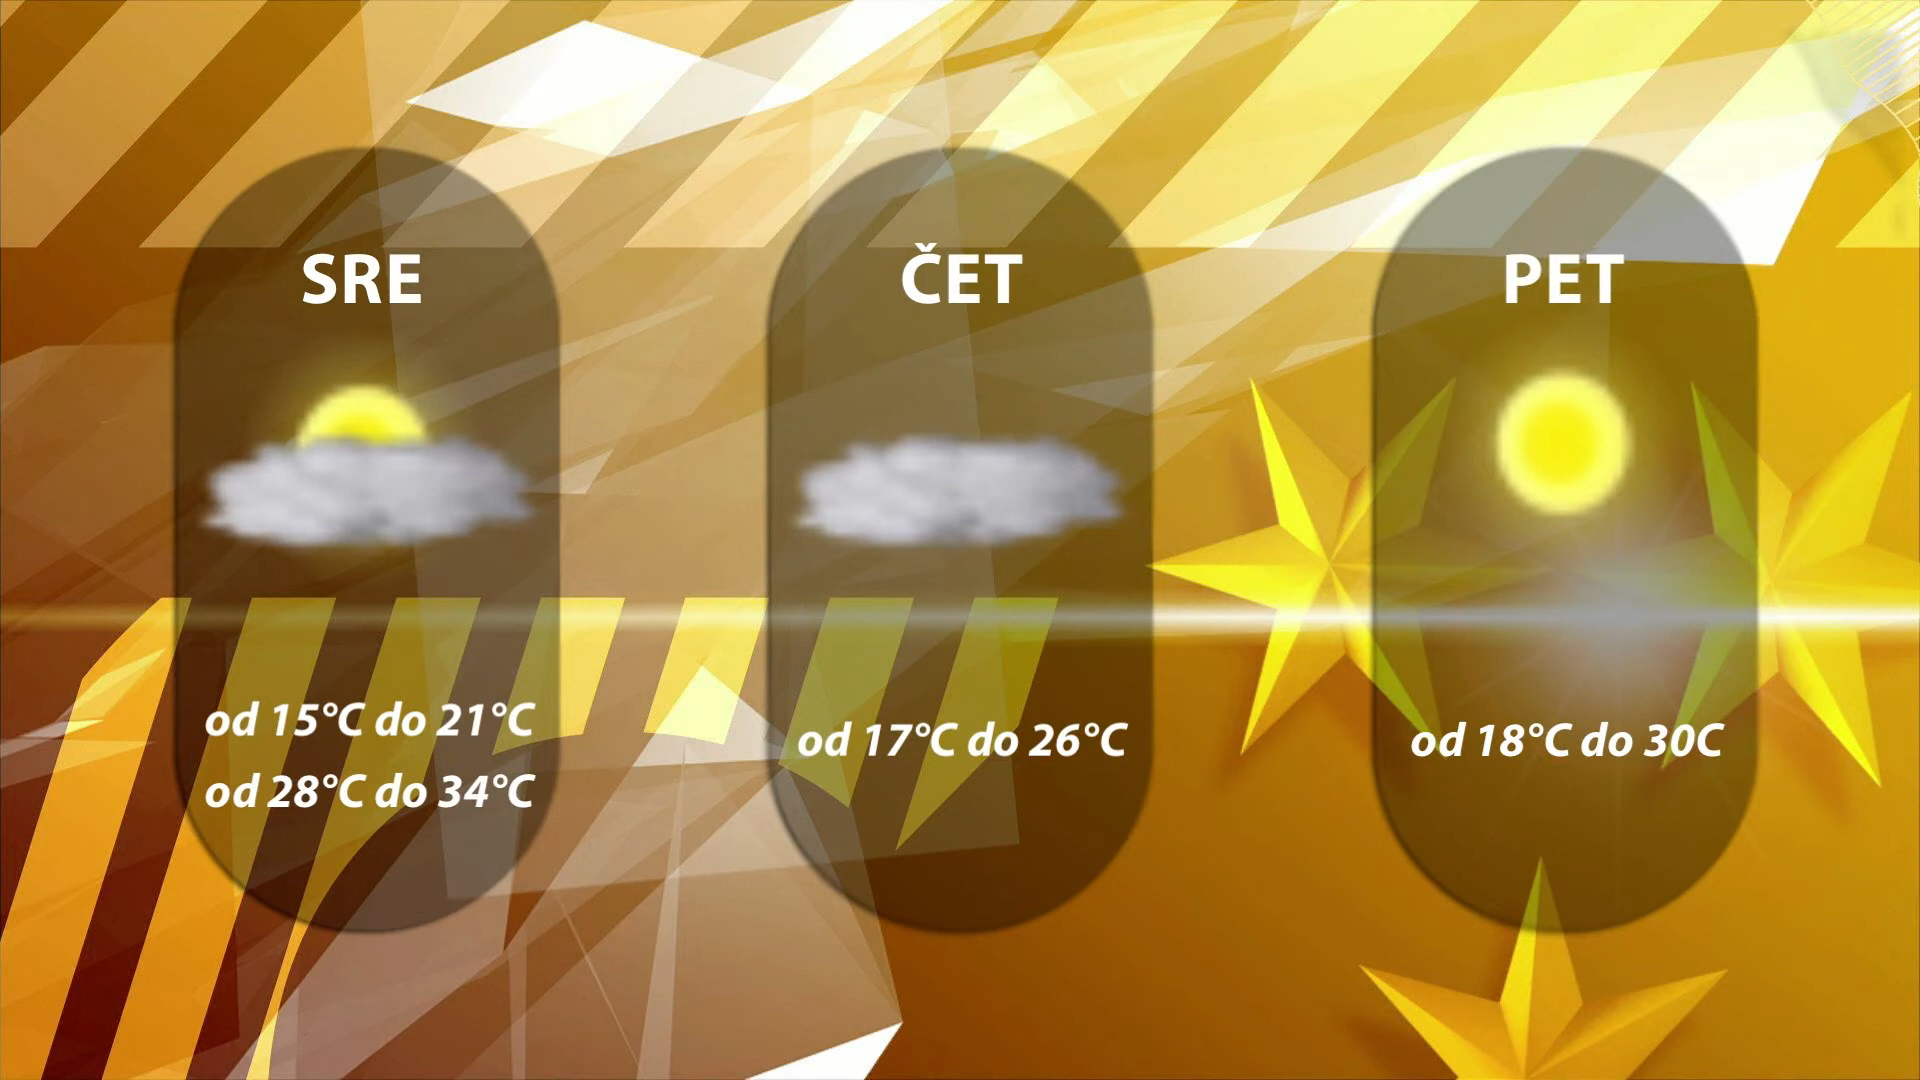 SRE
od 15°C do 21°C
od 28°C do 34°C
ČET
od 17°C do 26°C
PET
od 18°C do 30C